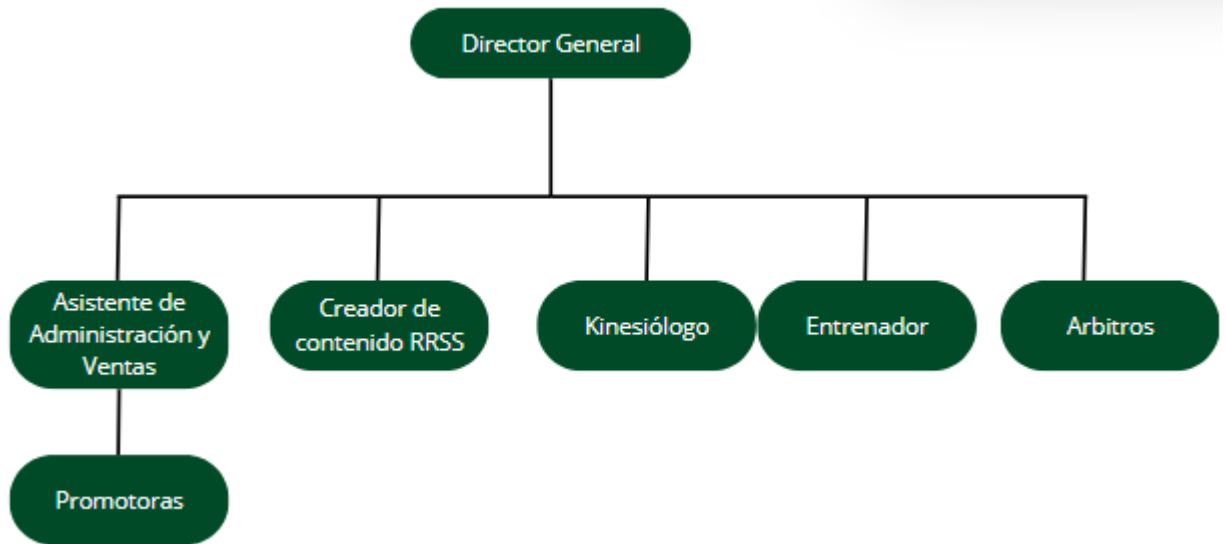 Director General
Asistente de
Administración y
Ventas
Creador de
contenido RRSS
Kinesiólogo
Entrenador
Arbitros
Promotoras